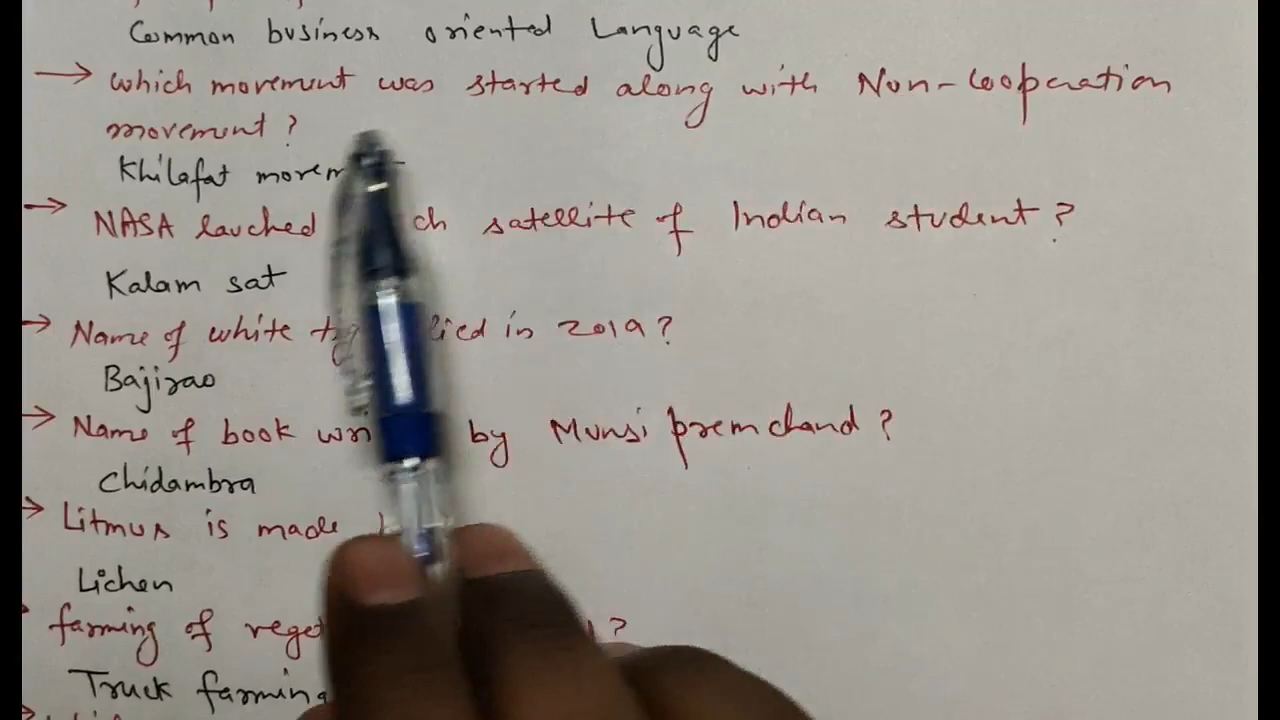 Common business oriented Language
→ which movement was started along with Non-Cooperation
movement ?
Khilafat
→ NASA lauched satellite of Indian student ?
Kalam sat
→ Name of white in 2019 ?
Bajirao
→ Name of book by Munsi premchand ?
Chidambra
→ Litmus is made
Lichen
farming of ?
Truck farming